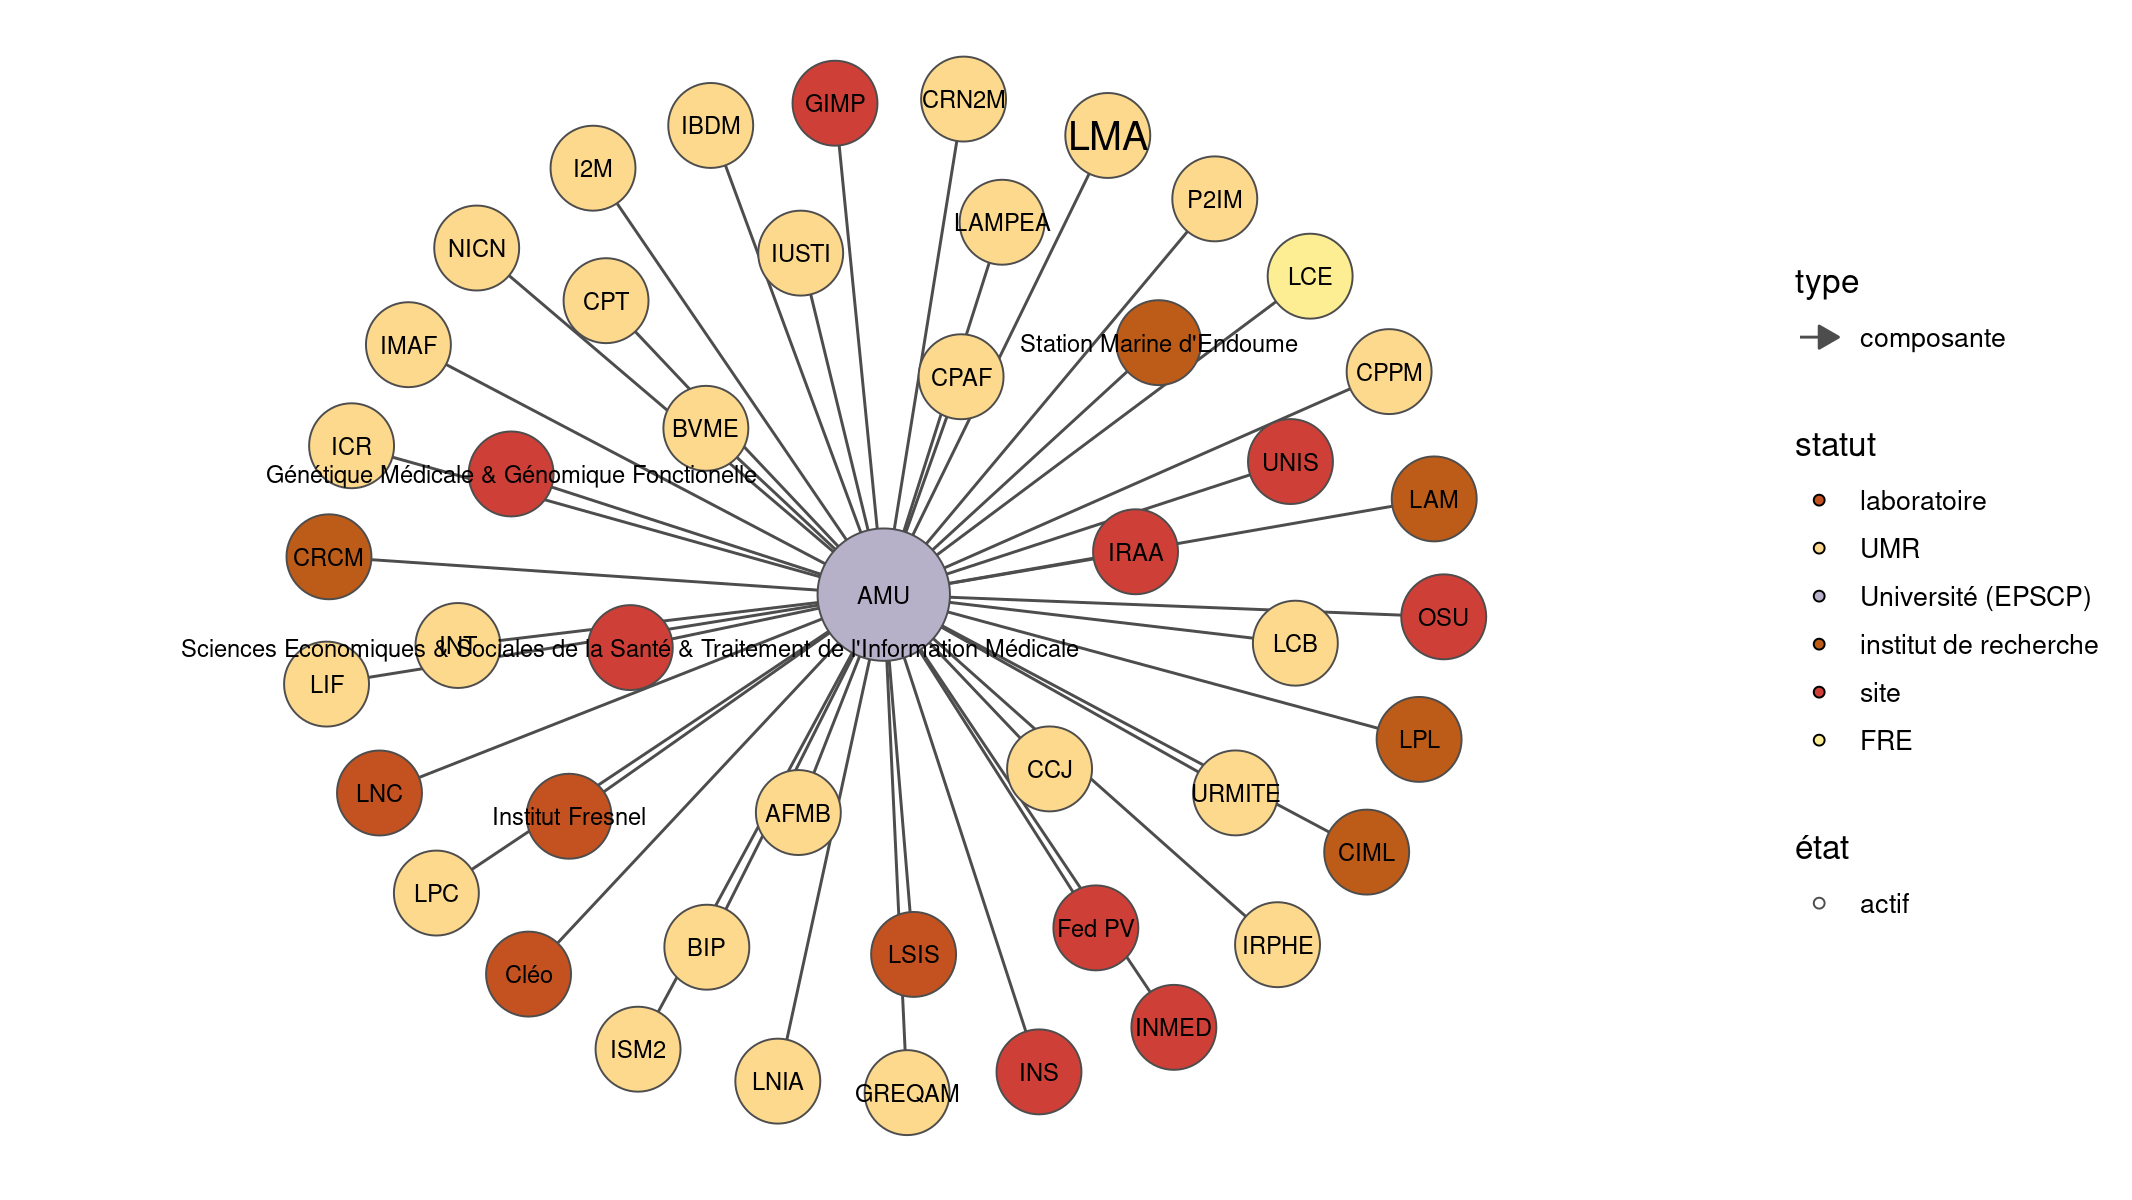 CRN2M
GIMP
IBDM
LMA
I2M
P2IM
LAMPEA
NICN
IUSTI
LCE
CPT
Station Marine d'Endoume
IMAF
CPPM
CPAF
BVME
ICR
UNIS
Génétique Médicale & Génomique Fonctionelle
LAM
IRAA
CRCM
AMU
OSU
LCB
INT
Sciences Economiques & Sociales de la Santé & Traitement de l'Information Médicale
LIF
LPL
CCJ
LNC
URMITE
AFMB
Institut Fresnel
CIML
LPC
Fed PV
IRPHE
BIP
LSIS
Cléo
INMED
ISM2
INS
LNIA
GREQAM
type
composante
statut
laboratoire
UMR
Université (EPSCP)
institut de recherche
site
FRE
état
actif